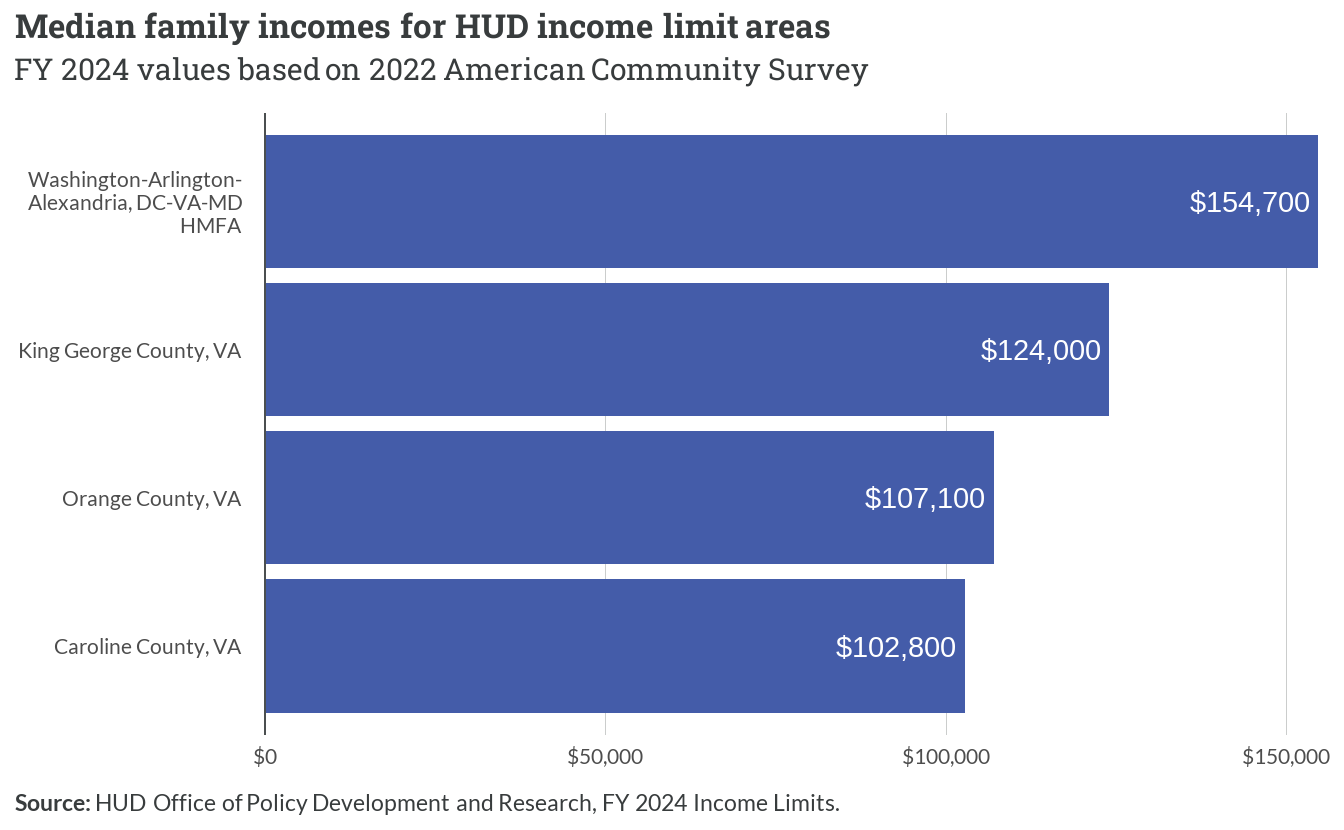 Median family incomes for HUD income limit areas
FY 2024 values based on 2022 American Community Survey
Washington-Arlington-
Alexandria, DC-VA-MD
HMFA
$154,700
King George County, VA
$124,000
Orange County, VA
$107,100
Caroline County, VA
$102,800
$0
$50,000
$100,000
$150,000
Source: HUD Office of Policy Development and Research, FY 2024 Income Limits.